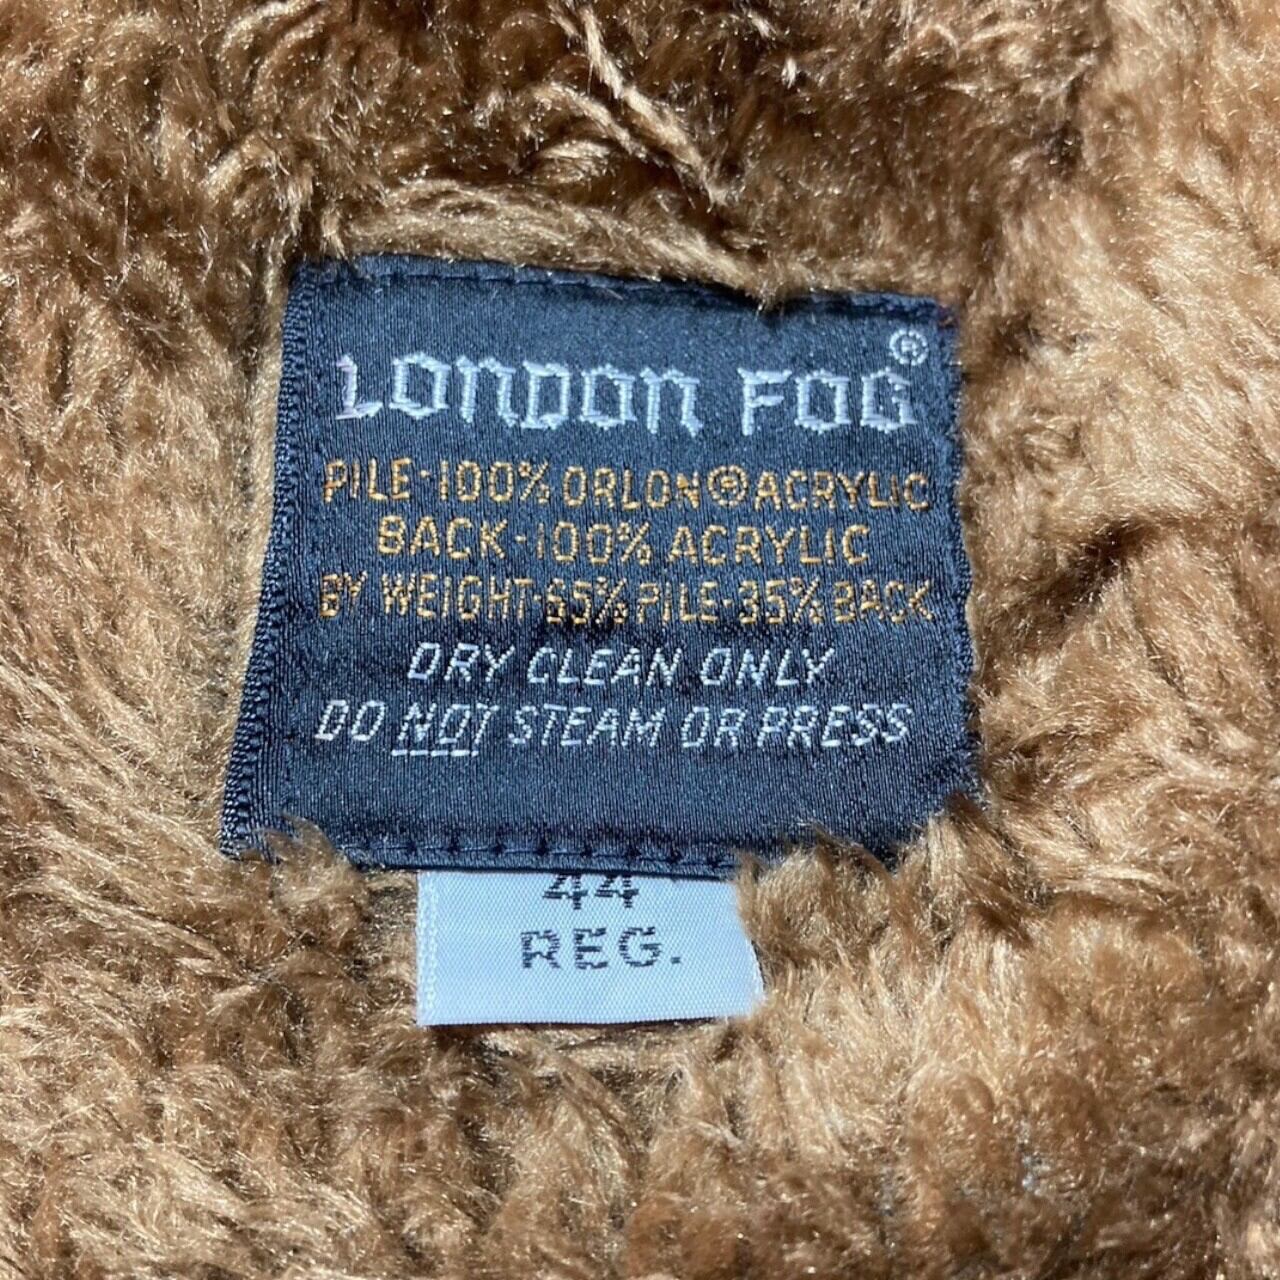 LONDON FOG®
PILE-100% ORLON® ACRYLIC
BACK-100% ACRYLIC
BY WEIGHT-65% PILE-35% BACK
DRY CLEAN ONLY
DO NOT STEAM OR PRESS
44
REG.